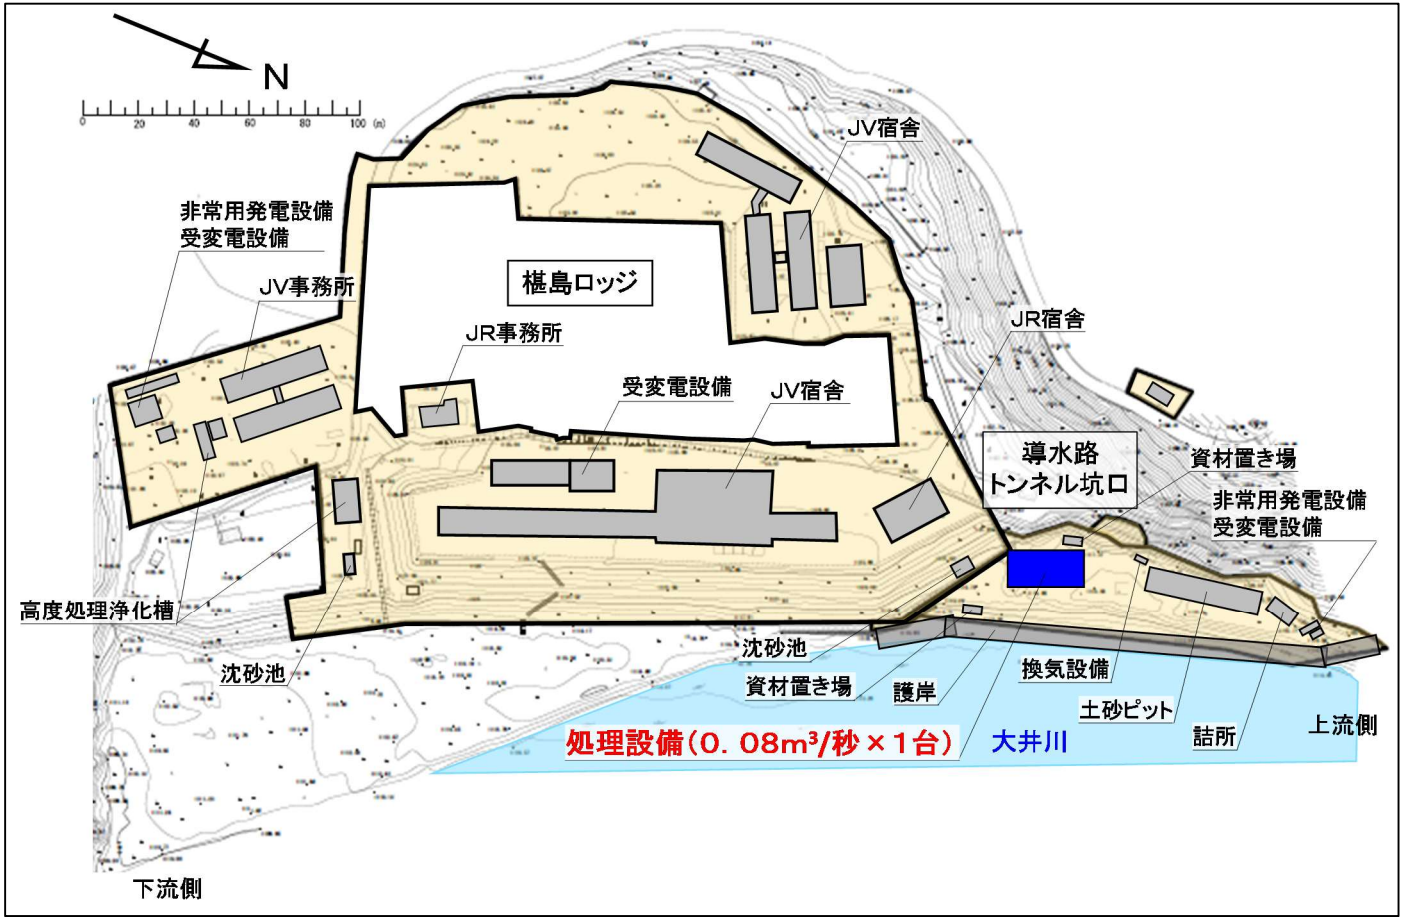 N
0 20 40 60 80 100 (m)
JV宿舎
非常用発電設備
受変電設備
JV事務所
椹島ロッジ
JR事務所
JR宿舎
受変電設備
JV宿舎
導水路
トンネル坑口
資材置き場
非常用発電設備
受変電設備
高度処理浄化槽
沈砂池
沈砂池
資材置き場
護岸
換気設備
土砂ピット
詰所
上流側
処理設備(0.08m³/秒×1台)
大井川
下流側